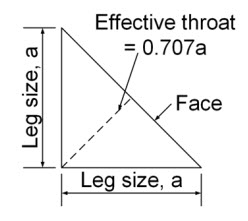 Effective throat
= 0.707a
Face
Leg size, a
Leg size, a